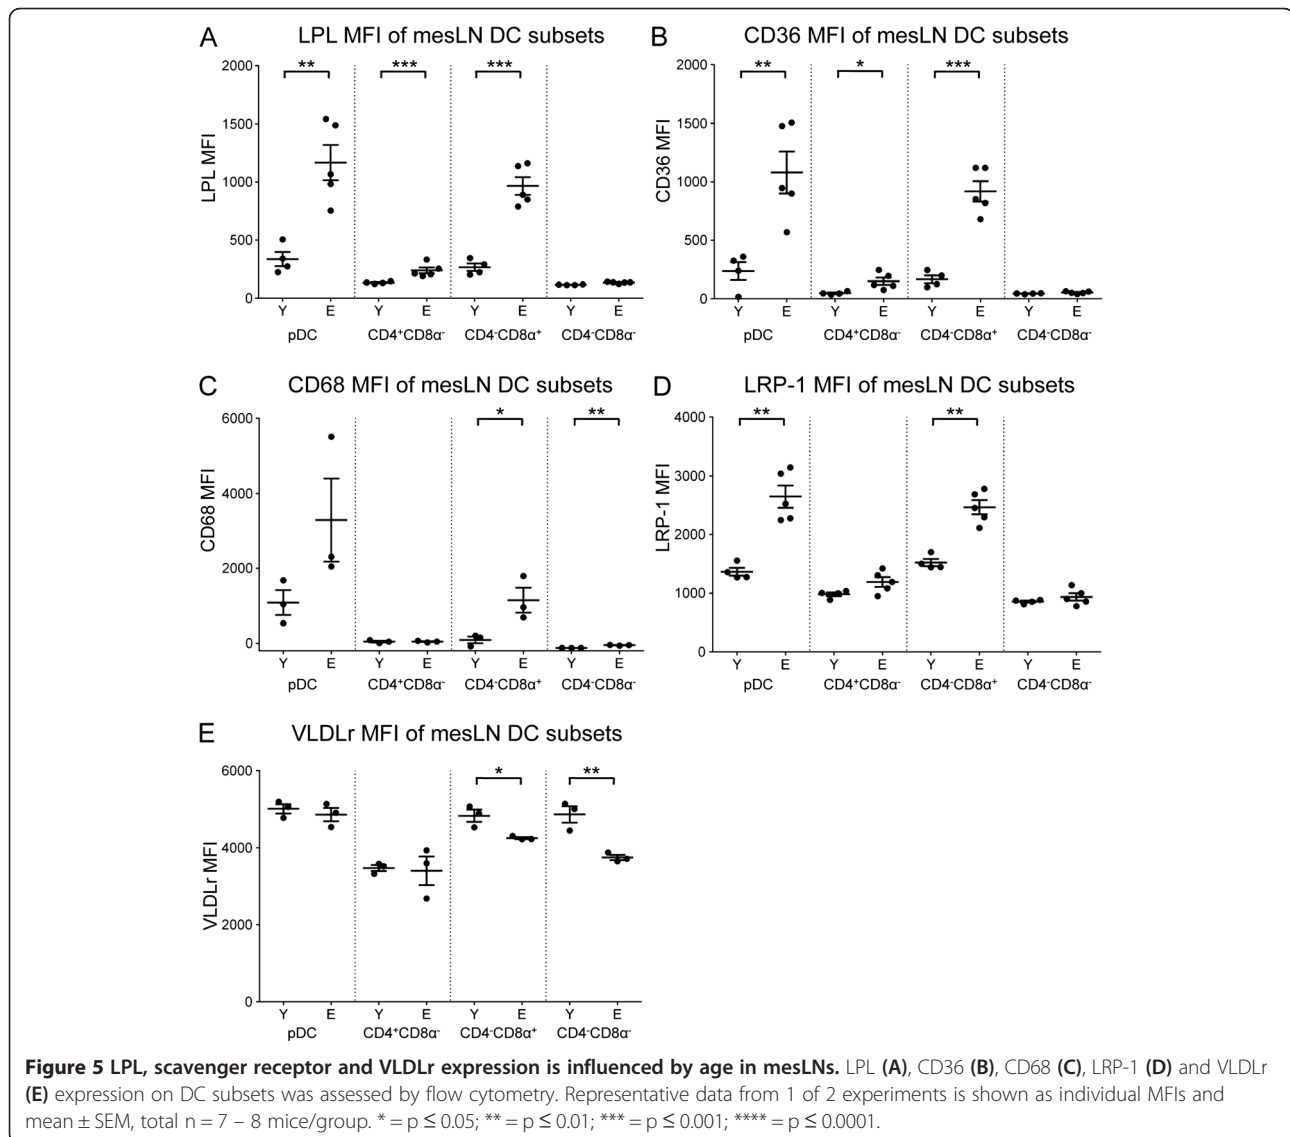 A LPL MFI of mesLN DC subsets
2000
1500
1000
500
0
LPL MFI
** *** ***
Y E Y E Y E Y E
pDC CD4⁺CD8α⁻ CD4⁻CD8α⁺ CD4⁻CD8α⁻
B CD36 MFI of mesLN DC subsets
2000
1500
1000
500
0
CD36 MFI
** * ***
Y E Y E Y E Y E
pDC CD4⁺CD8α⁻ CD4⁻CD8α⁺ CD4⁻CD8α⁻
C CD68 MFI of mesLN DC subsets
6000
4000
2000
0
CD68 MFI
* **
Y E Y E Y E Y E
pDC CD4⁺CD8α⁻ CD4⁻CD8α⁺ CD4⁻CD8α⁻
D LRP-1 MFI of mesLN DC subsets
4000
3000
2000
1000
0
LRP-1 MFI
** **
Y E Y E Y E Y E
pDC CD4⁺CD8α⁻ CD4⁻CD8α⁺ CD4⁻CD8α⁻
E VLDLr MFI of mesLN DC subsets
6000
4000
2000
0
VLDLr MFI
* **
Y E Y E Y E Y E
pDC CD4⁺CD8α⁻ CD4⁻CD8α⁺ CD4⁻CD8α⁻
Figure 5 LPL, scavenger receptor and VLDLr expression is influenced by age in mesLNs. LPL (A), CD36 (B), CD68 (C), LRP-1 (D) and VLDLr
(E) expression on DC subsets was assessed by flow cytometry. Representative data from 1 of 2 experiments is shown as individual MFIs and
mean ± SEM, total n = 7 – 8 mice/group. * = p ≤ 0.05; ** = p ≤ 0.01; *** = p ≤ 0.001; **** = p ≤ 0.0001.